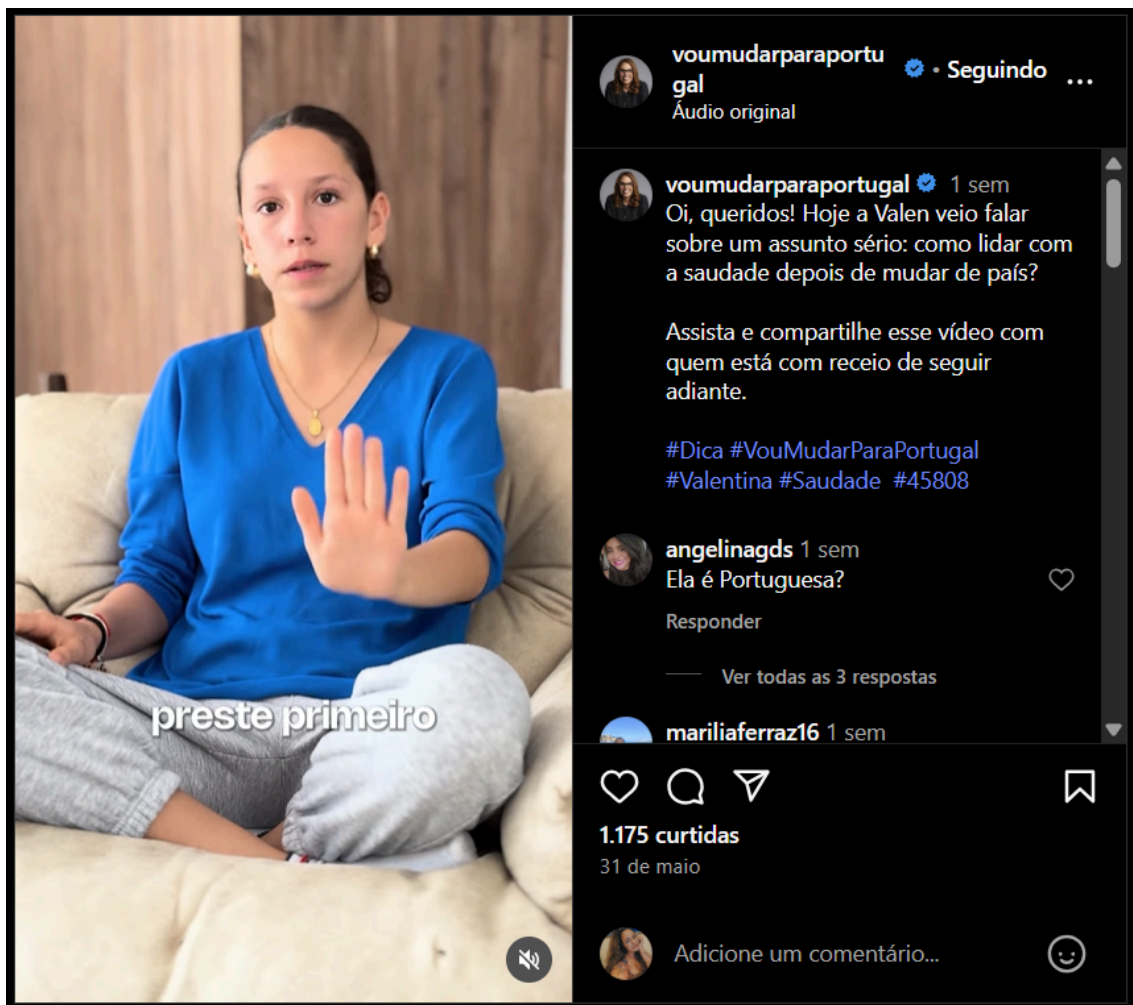 preste primeiro
voumudarparaportu
gal • Seguindo ...
Áudio original
voumudarparaportugal 1 sem
Oi, queridos! Hoje a Valen veio falar
sobre um assunto sério: como lidar com
a saudade depois de mudar de país?
Assista e compartilhe esse vídeo com
quem está com receio de seguir
adiante.
#Dica #VouMudarParaPortugal
#Valentina #Saudade #45808
angelinagds 1 sem
Ela é Portuguesa?
Responder
Ver todas as 3 respostas
mariliaferraz16 1 sem
1.175 curtidas
31 de maio
Adicione um comentário...